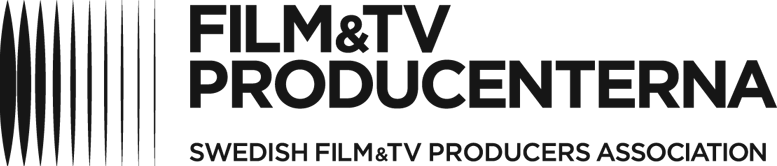 FILM&TV
PRODUCENTERNA
SWEDISH FILM&TV PRODUCERS ASSOCIATION